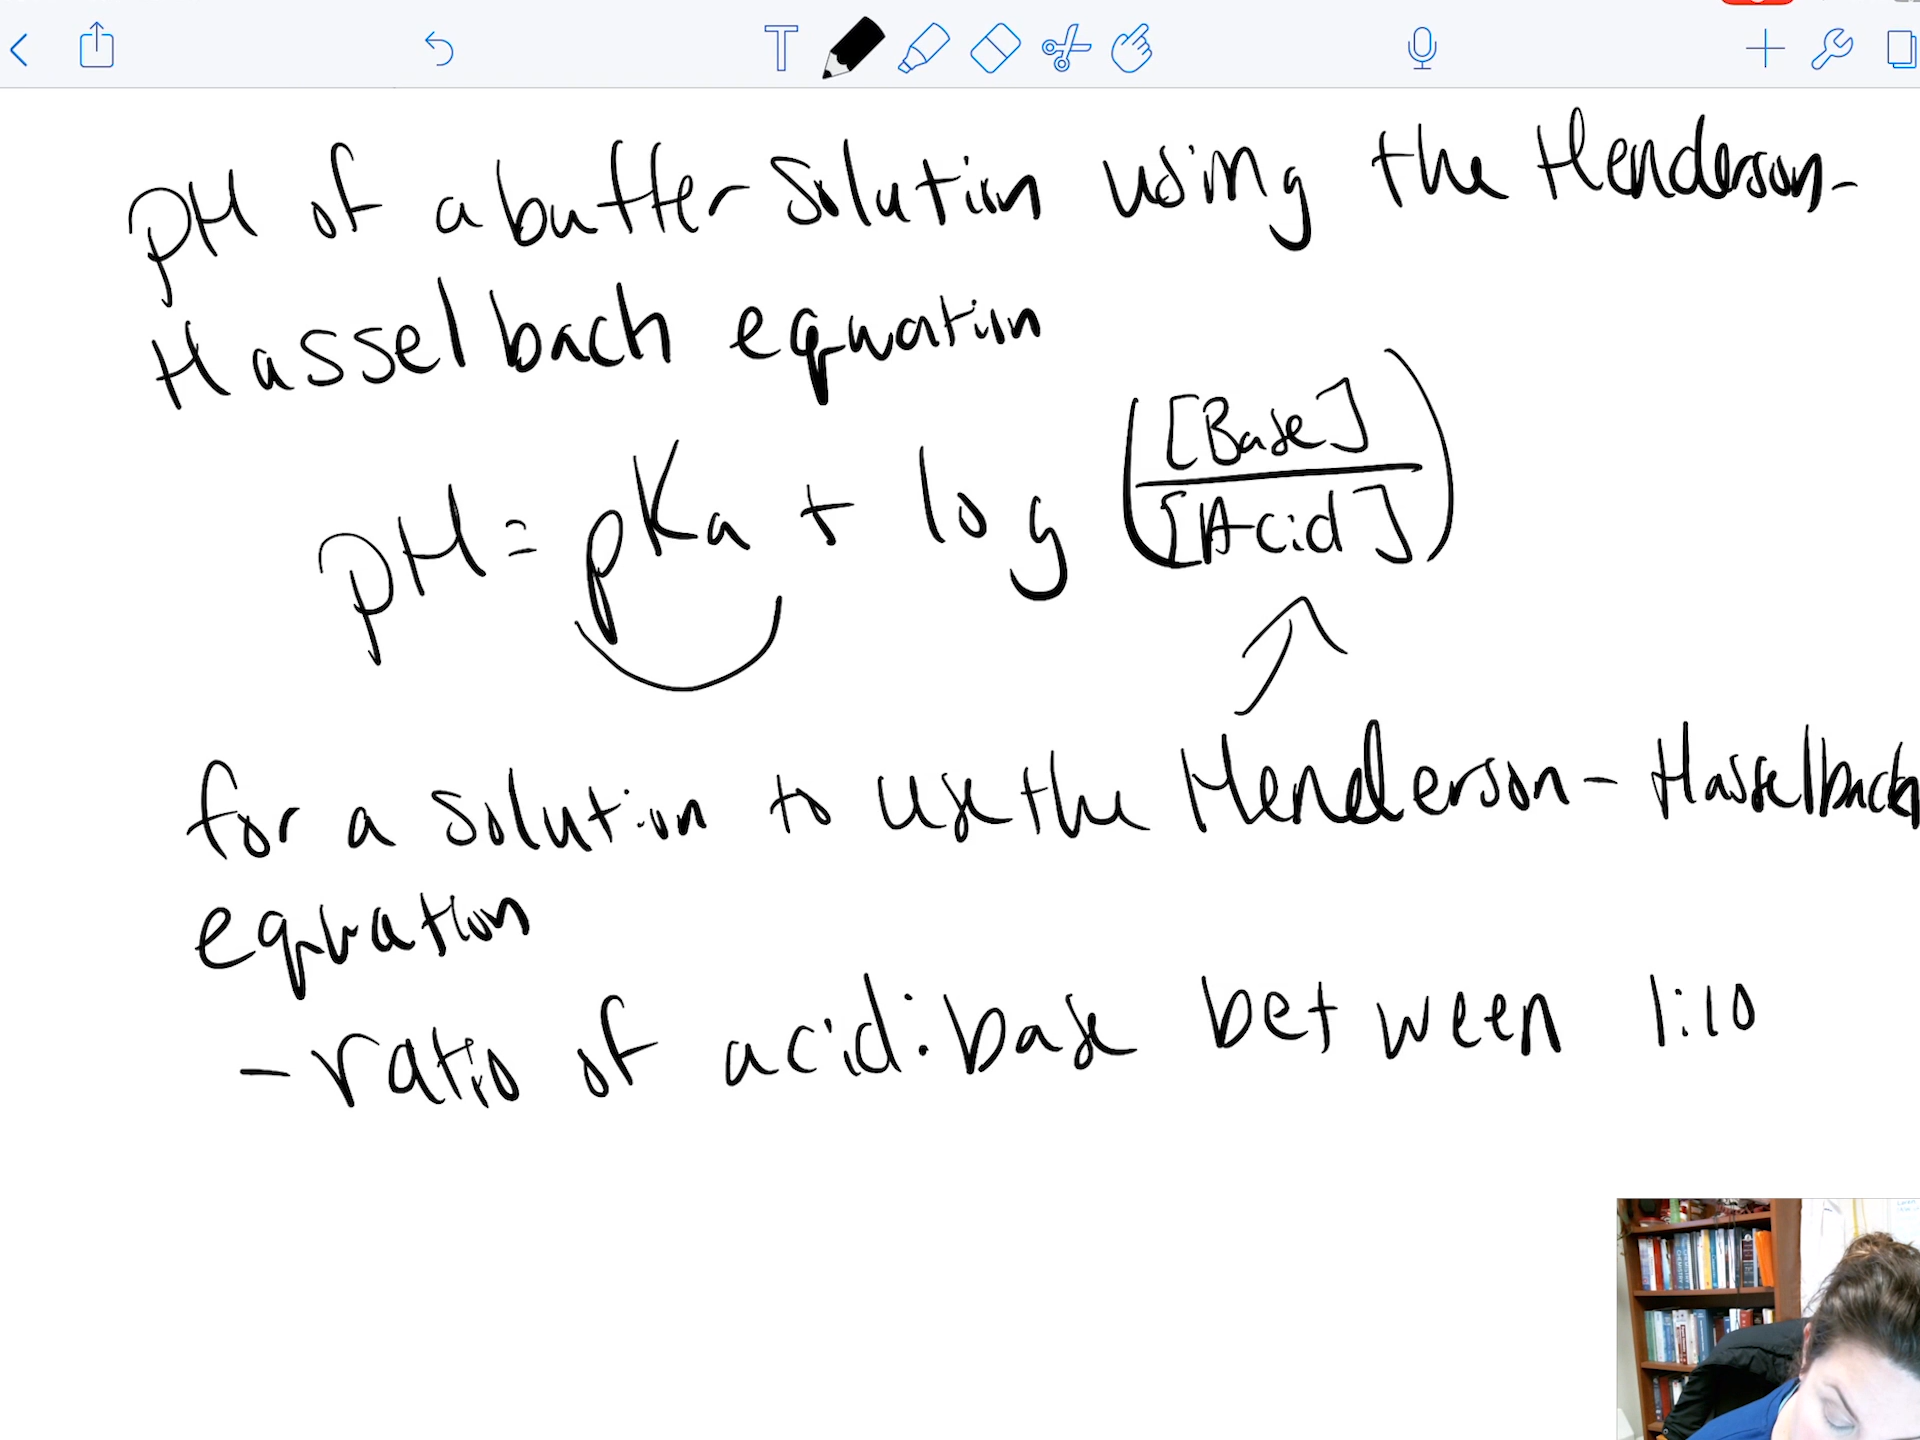 pH of a buffer solution using the Henderson-
Hasselbach equation
pH = pKa + log ([Base]/[Acid])
for a solution to use the Henderson-Hasselbach
equation
- ratio of acid:base between 1:10